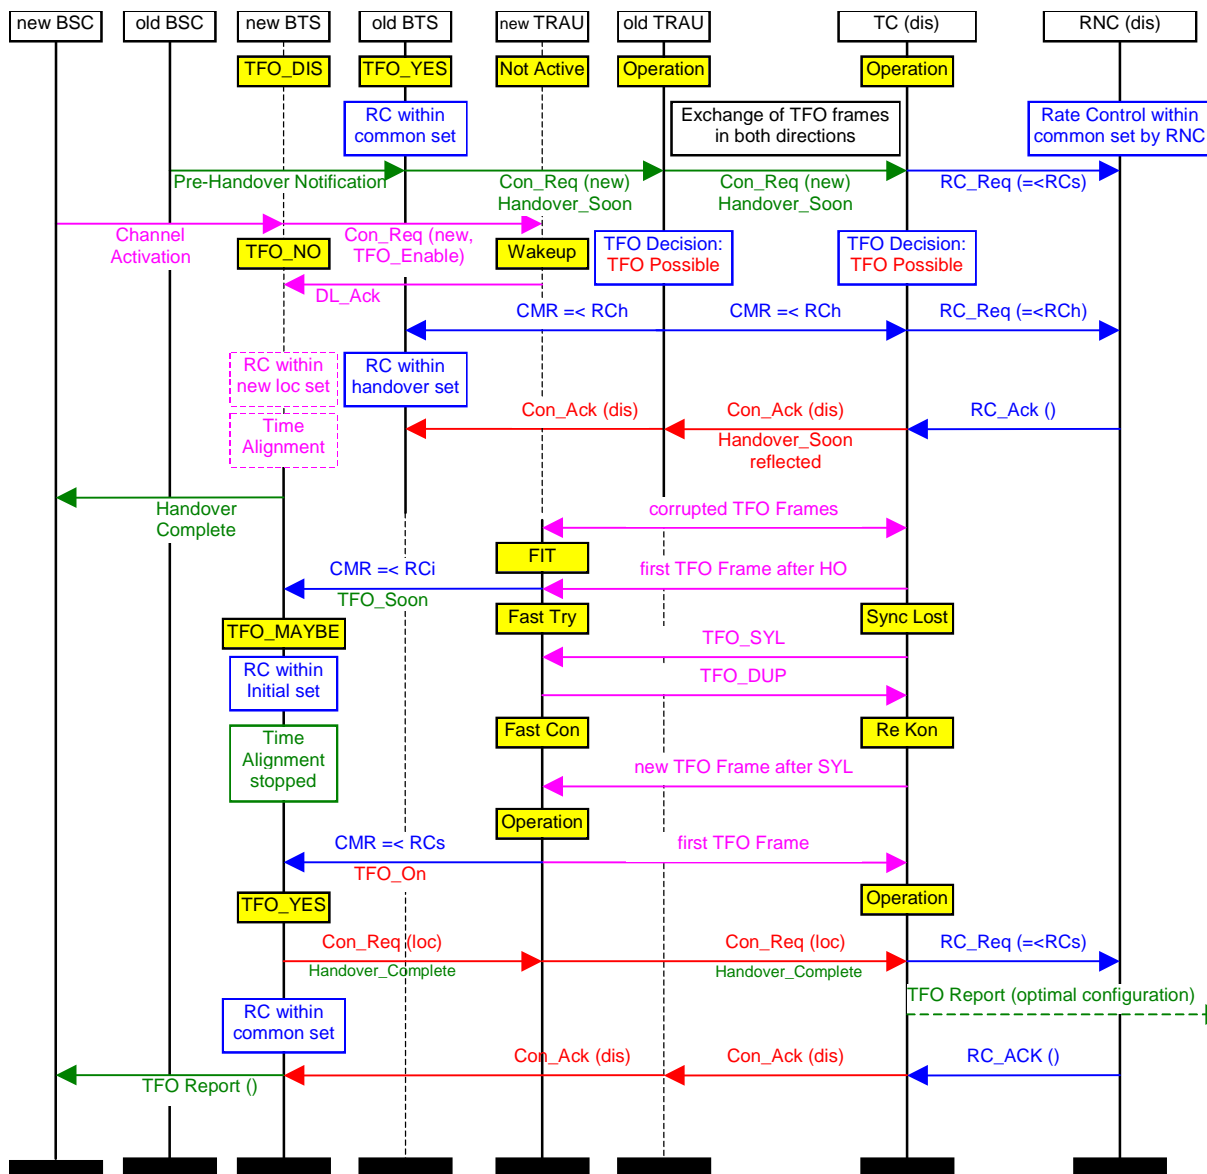 new BSC
old BSC
new BTS
old BTS
new TRAU
old TRAU
TC (dis)
RNC (dis)
TFO_DIS
TFO_YES
Not Active
Operation
Operation
RC within
common set
Exchange of TFO frames
in both directions
Rate Control within
common set by RNC
Pre-Handover Notification
Con_Req (new)
Handover_Soon
Con_Req (new)
Handover_Soon
RC_Req (=<RCs)
Channel
Activation
TFO_NO
Con_Req (new,
TFO_Enable)
Wakeup
TFO Decision:
TFO Possible
TFO Decision:
TFO Possible
DL_Ack
CMR =< RCh
CMR =< RCh
RC_Req (=<RCh)
RC within
new loc set
RC within
handover set
Time
Alignment
Con_Ack (dis)
Con_Ack (dis)
Handover_Soon
reflected
RC_Ack ()
Handover
Complete
corrupted TFO Frames
FIT
CMR =< RCi
TFO_Soon
first TFO Frame after HO
Fast Try
Sync Lost
TFO_MAYBE
TFO_SYL
RC within
Initial set
TFO_DUP
Fast Con
Re Kon
Time
Alignment
stopped
new TFO Frame after SYL
Operation
CMR =< RCs
TFO_On
first TFO Frame
TFO_YES
Operation
Con_Req (loc)
Handover_Complete
Con_Req (loc)
Handover_Complete
RC_Req (=<RCs)
TFO Report (optimal configuration)
RC within
common set
Con_Ack (dis)
Con_Ack (dis)
RC_ACK ()
TFO Report ()